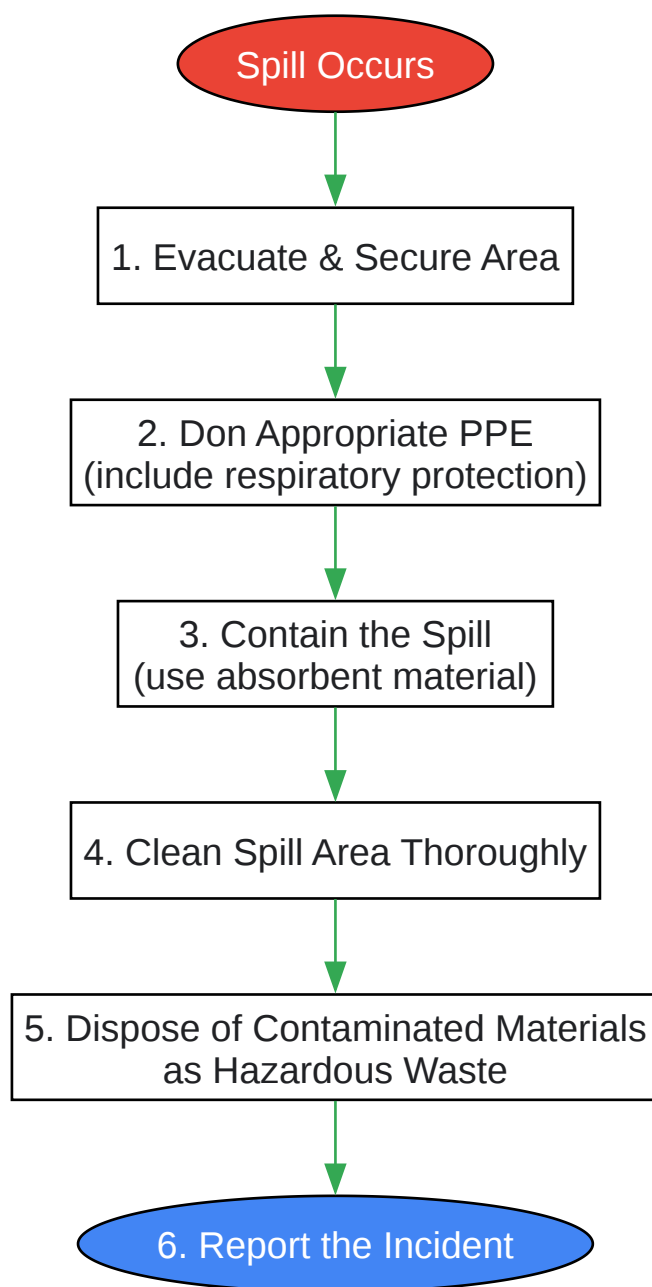 Spill Occurs
1. Evacuate & Secure Area
2. Don Appropriate PPE
(include respiratory protection)
3. Contain the Spill
(use absorbent material)
4. Clean Spill Area Thoroughly
5. Dispose of Contaminated Materials
as Hazardous Waste
6. Report the Incident